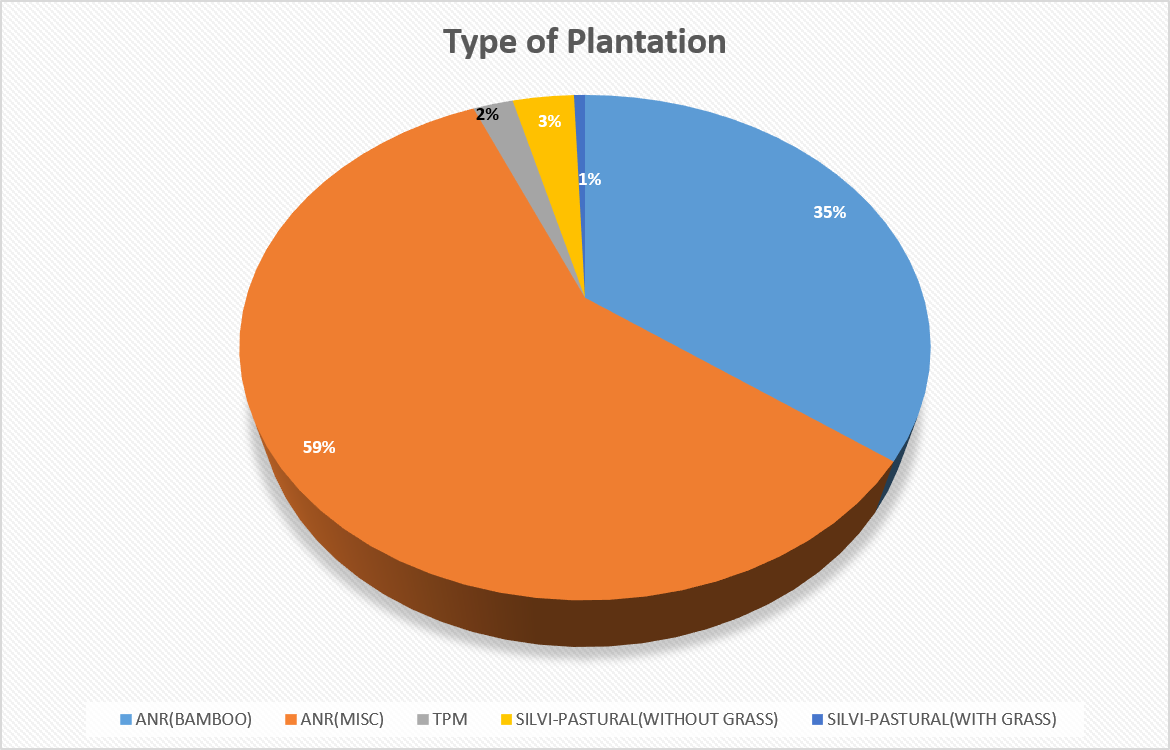 Type of Plantation
2%
3%
1%
35%
59%
ANR(BAMBOO) ANR(MISC) TPM SILVI-PASTURAL(WITHOUT GRASS) SILVI-PASTURAL(WITH GRASS)